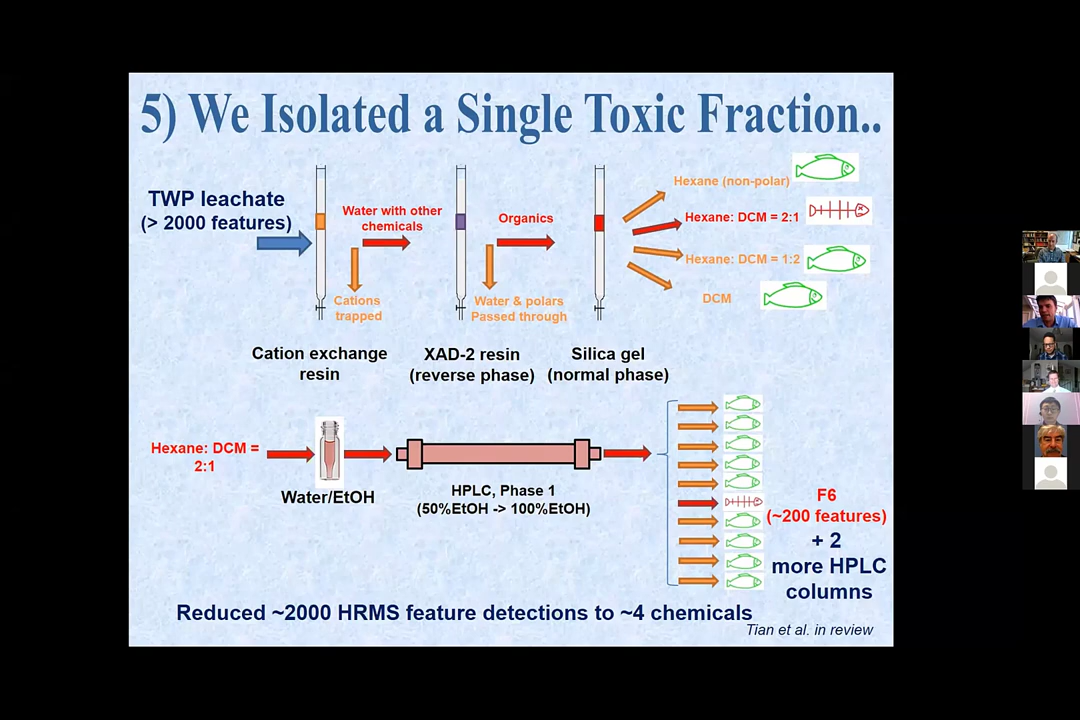 5) We Isolated a Single Toxic Fraction..
TWP leachate
(> 2000 features)
Water with other
chemicals
Cations
trapped
Organics
Water & polars
Passed through
Hexane (non-polar)
Hexane: DCM = 2:1
Hexane: DCM = 1:2
DCM
Cation exchange
resin
XAD-2 resin
(reverse phase)
Silica gel
(normal phase)
Hexane: DCM =
2:1
Water/EtOH
HPLC, Phase 1
(50%EtOH -> 100%EtOH)
F6
(~200 features)
+ 2
more HPLC
columns
Reduced ~2000 HRMS feature detections to ~4 chemicals
Tian et al. in review